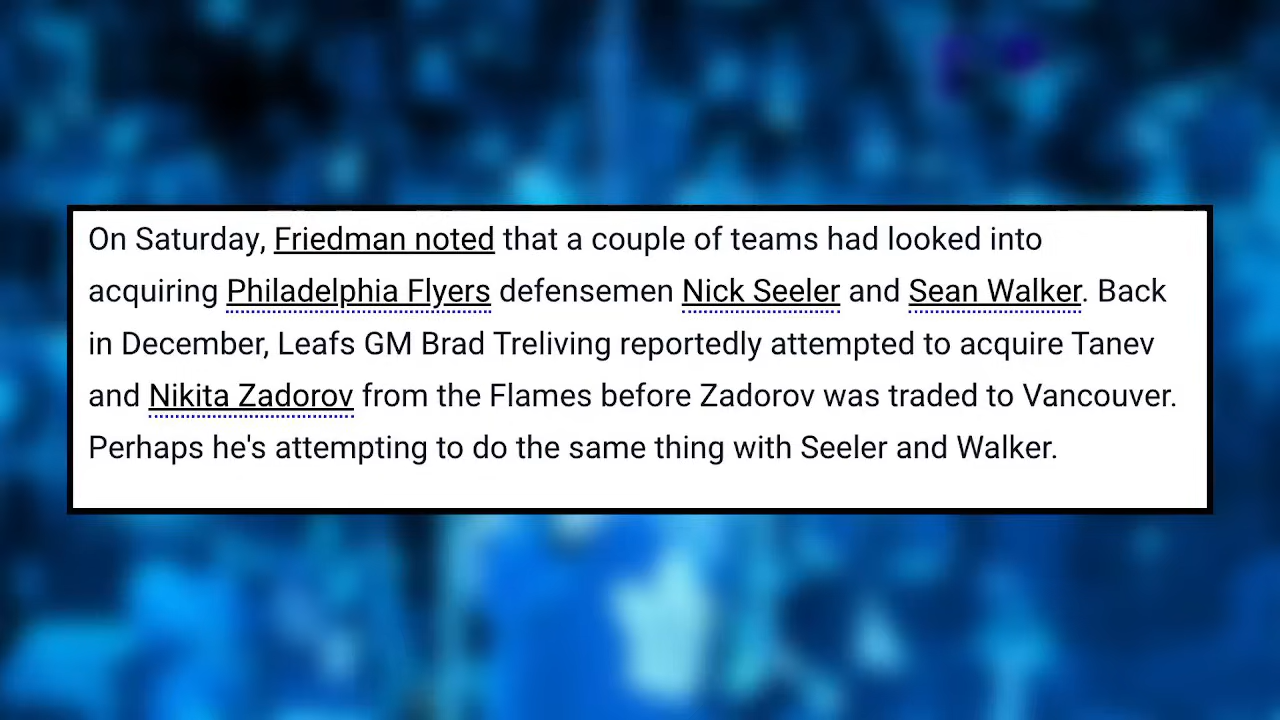 On Saturday, Friedman noted that a couple of teams had looked into
acquiring Philadelphia Flyers defensemen Nick Seeler and Sean Walker. Back
in December, Leafs GM Brad Treliving reportedly attempted to acquire Tanev
and Nikita Zadorov from the Flames before Zadorov was traded to Vancouver.
Perhaps he's attempting to do the same thing with Seeler and Walker.